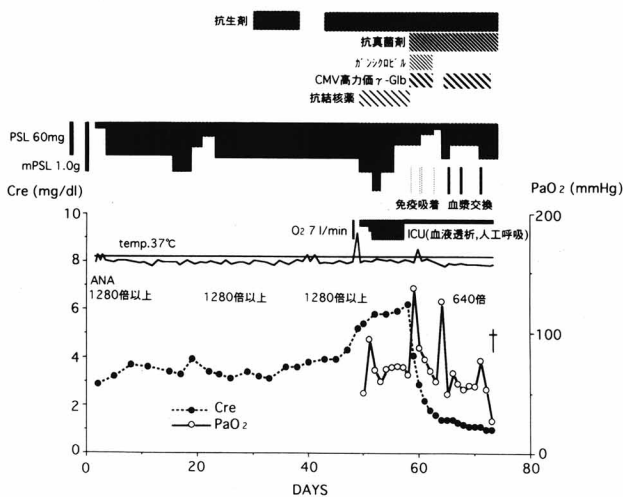 抗生剤
抗真菌剤
ガンシクロビル
CMV高力価γ-Glb
抗結核薬
PSL 60mg
mPSL 1.0g
Cre (mg/dl)
PaO2 (mmHg)
免疫吸着 血漿交換
O2 7 l/min
ICU(血液透析,人工呼吸)
temp.37℃
ANA
1280倍以上 1280倍以上 1280倍以上 640倍
10
8
6
4
2
0
200
100
0
Cre
PaO2
0 20 40 60 80
DAYS